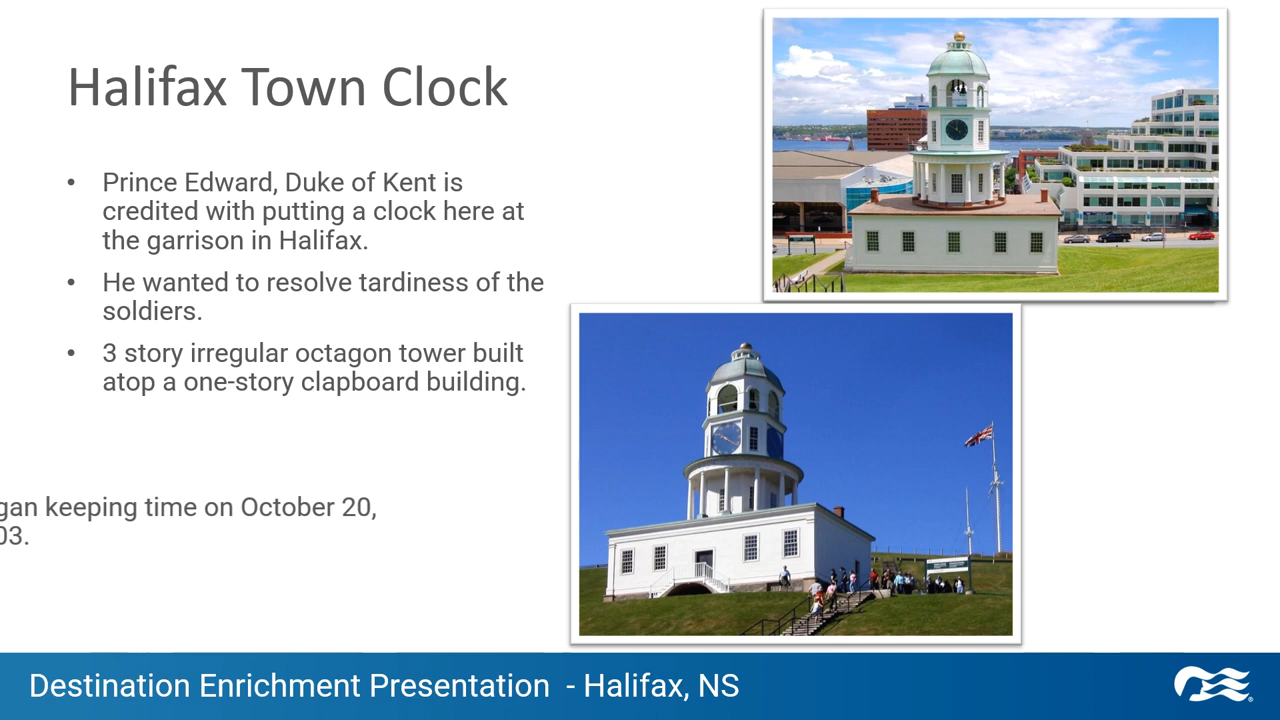 Halifax Town Clock
• Prince Edward, Duke of Kent is
credited with putting a clock here at
the garrison in Halifax.
• He wanted to resolve tardiness of the
soldiers.
• 3 story irregular octagon tower built
atop a one-story clapboard building.
gan keeping time on October 20,
03.
Destination Enrichment Presentation - Halifax, NS